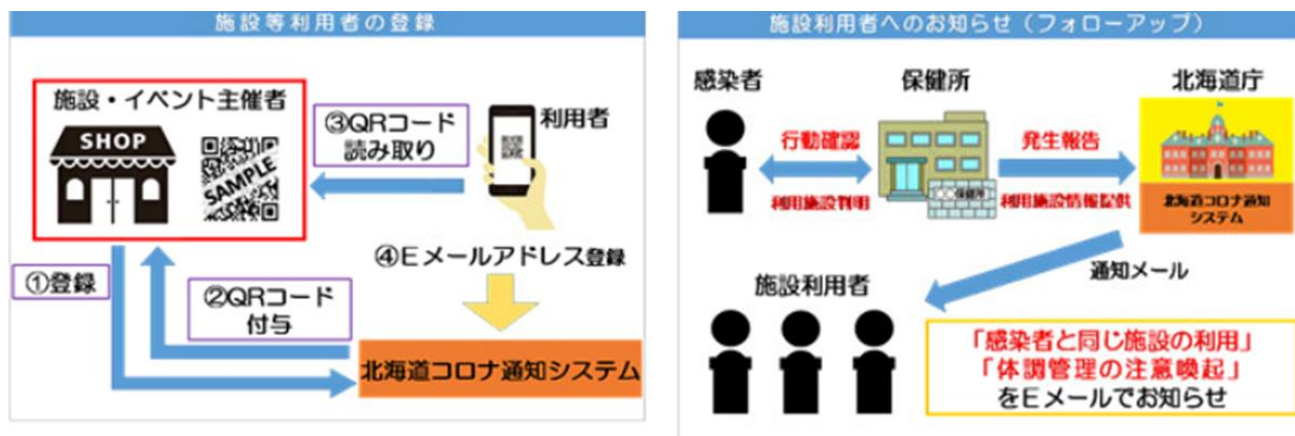 施設等利用者の登録
施設・イベント主催者
SHOP
SAMPLE
③QRコード
読み取り
利用者
④Eメールアドレス登録
①登録
②QRコード
付与
北海道コロナ通知システム
施設利用者へのお知らせ（フォローアップ）
感染者
保健所
北海道庁
行動確認
利用施設判明
保健所
発生報告
利用施設情報提供
北海道コロナ通知
システム
通知メール
施設利用者
「感染者と同じ施設の利用」
「体調管理の注意喚起」
をEメールでお知らせ